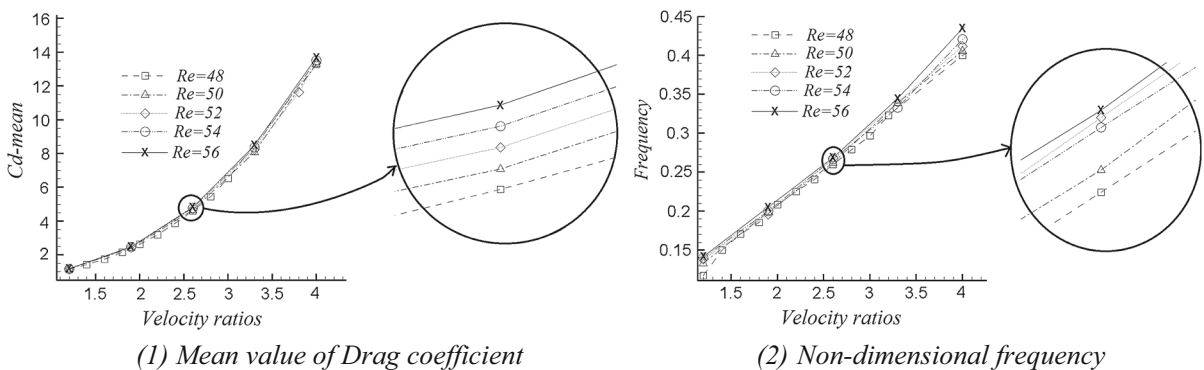 16
14
12
10
8
6
4
2
Cd-mean
Re=48
Re=50
Re=52
Re=54
Re=56
1.5 2 2.5 3 3.5 4
Velocity ratios
(1) Mean value of Drag coefficient
0.45
0.4
0.35
0.3
0.25
0.2
0.15
Frequency
Re=48
Re=50
Re=52
Re=54
Re=56
1.5 2 2.5 3 3.5 4
Velocity ratios
(2) Non-dimensional frequency